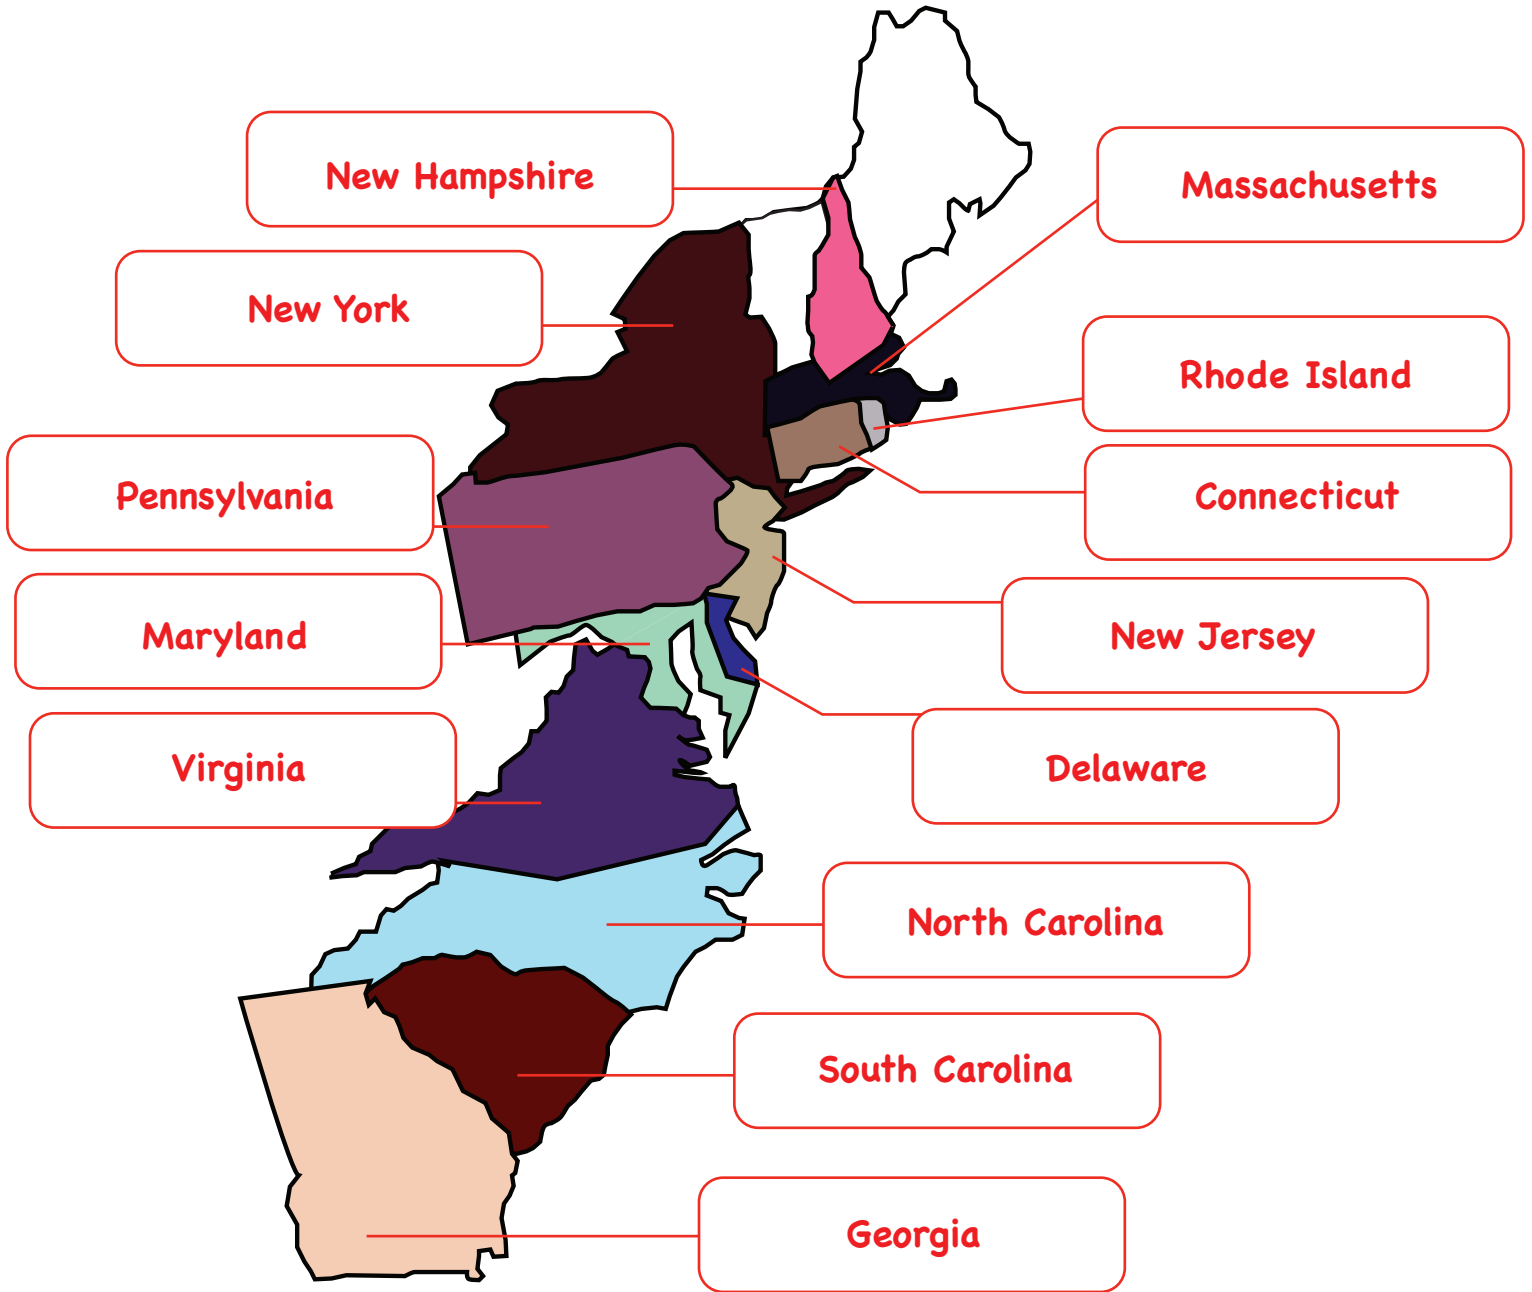 New Hampshire
Massachusetts
New York
Rhode Island
Pennsylvania
Connecticut
Maryland
New Jersey
Virginia
Delaware
North Carolina
South Carolina
Georgia